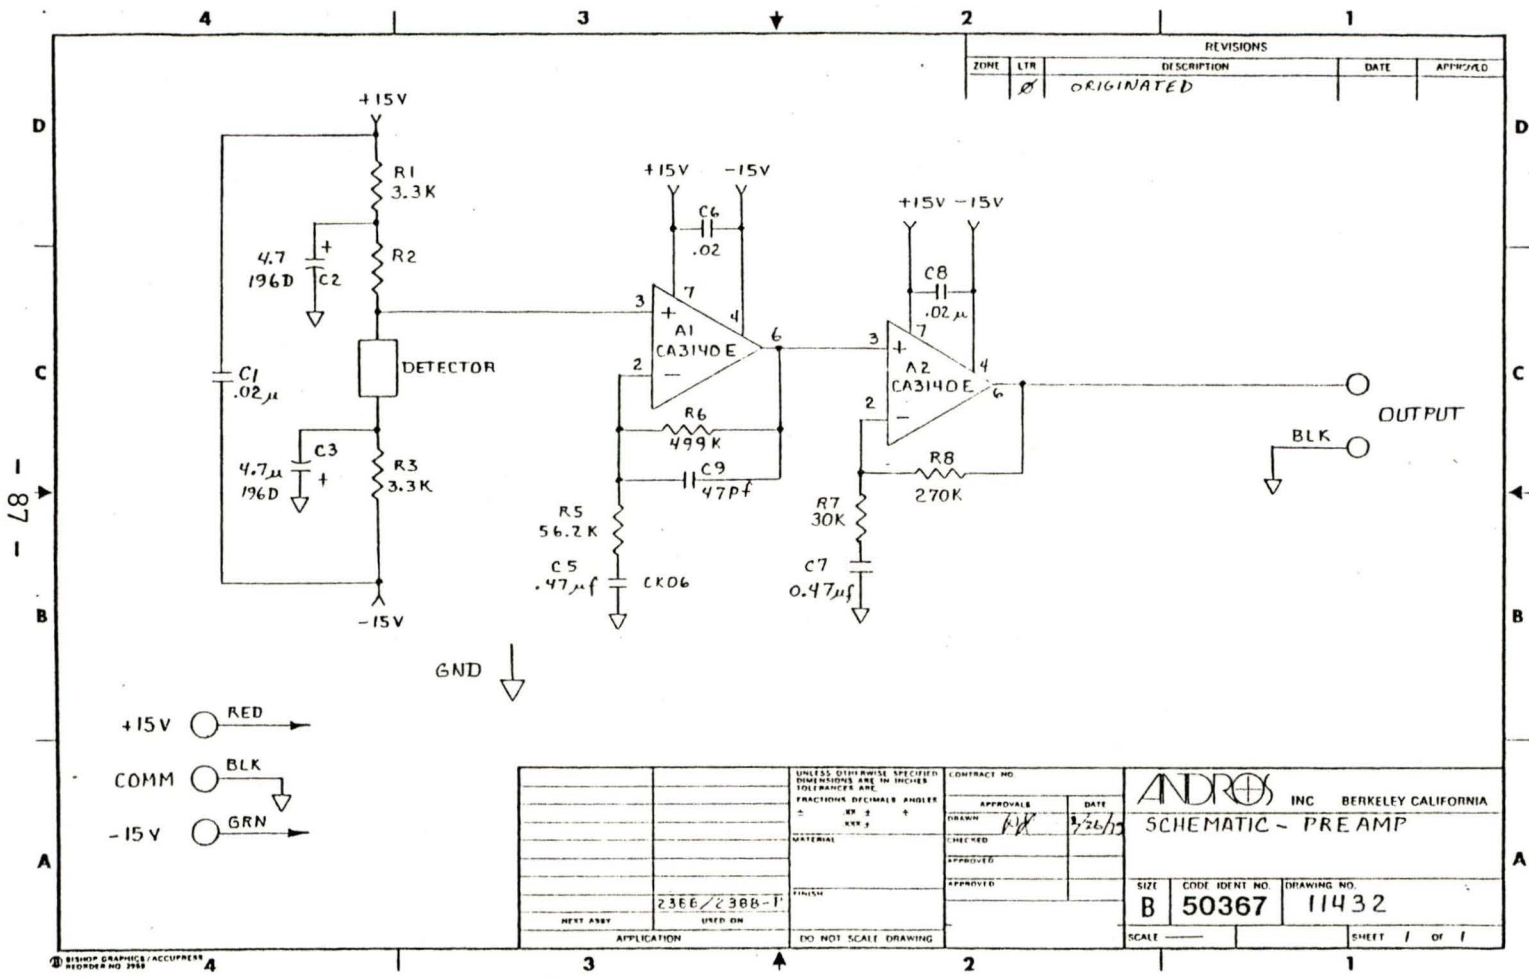 4 3 2 1
REVISIONS
ZONE LTR DESCRIPTION DATE APPROVED
Ø ORIGINATED
D D
+15V
R1
3.3K
+15V -15V
C6
.02
+15V -15V
4.7
196D
+
C2
R2
C8
.02µ
3 7 4 6
+
A1
CA3140E
2
-
3 7 4 6
+
A2
CA3140E
2
-
C C
C1
.02µ
DETECTOR
OUTPUT
BLK
R6
499K
C9
47Pf
R8
270K
4.7µ
196D
C3
+
R3
3.3K
R5
56.2K
R7
30K
C5
.47µf
CK06
C7
0.47µf
- 87 -
B B
-15V
GND
+15V RED
COMM BLK
-15V GRN
A A
UNLESS OTHERWISE SPECIFIED
DIMENSIONS ARE IN INCHES
TOLERANCES ARE
FRACTIONS DECIMALS ANGLES
± .XX ± ±
.XXX ±
MATERIAL
FINISH
DO NOT SCALE DRAWING
NEXT ASSY USED ON
APPLICATION
CONTRACT NO.
APPROVALS DATE
DRAWN
CHECKED
APPROVED
APPROVED
ANDROS INC BERKELEY CALIFORNIA
SCHEMATIC - PREAMP
SIZE CODE IDENT NO. DRAWING NO.
B 50367 11432
SCALE SHEET 1 OF 1
BISHOP GRAPHICS/ACCUPRESS
REORDER NO.
4 3 2 1